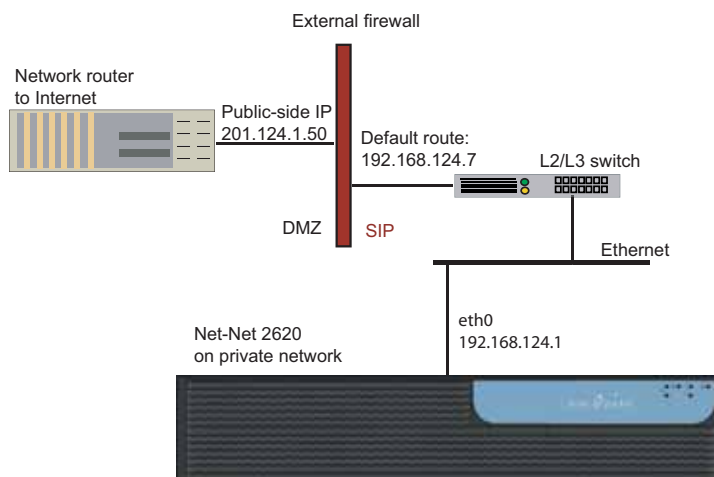 External firewall
Network router
to Internet
Public-side IP
201.124.1.50
Default route:
192.168.124.7
L2/L3 switch
DMZ
SIP
Ethernet
eth0
192.168.124.1
Net-Net 2620
on private network